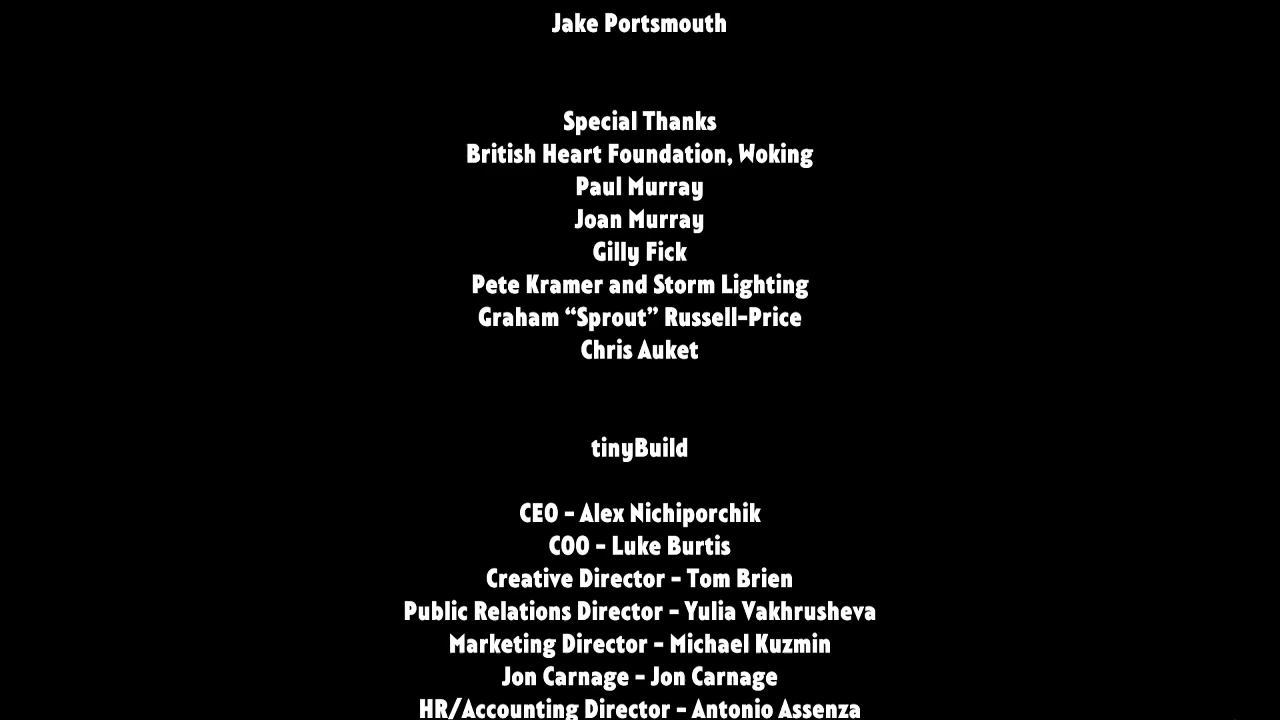 Jake Portsmouth
Special Thanks
British Heart Foundation, Woking
Paul Murray
Joan Murray
Gilly Fick
Pete Kramer and Storm Lighting
Graham “Sprout” Russell-Price
Chris Auket
tinyBuild
CEO - Alex Nichiporchik
COO - Luke Burtis
Creative Director - Tom Brien
Public Relations Director - Yulia Vakhrusheva
Marketing Director - Michael Kuzmin
Jon Carnage - Jon Carnage
HR/Accounting Director - Antonio Assenza